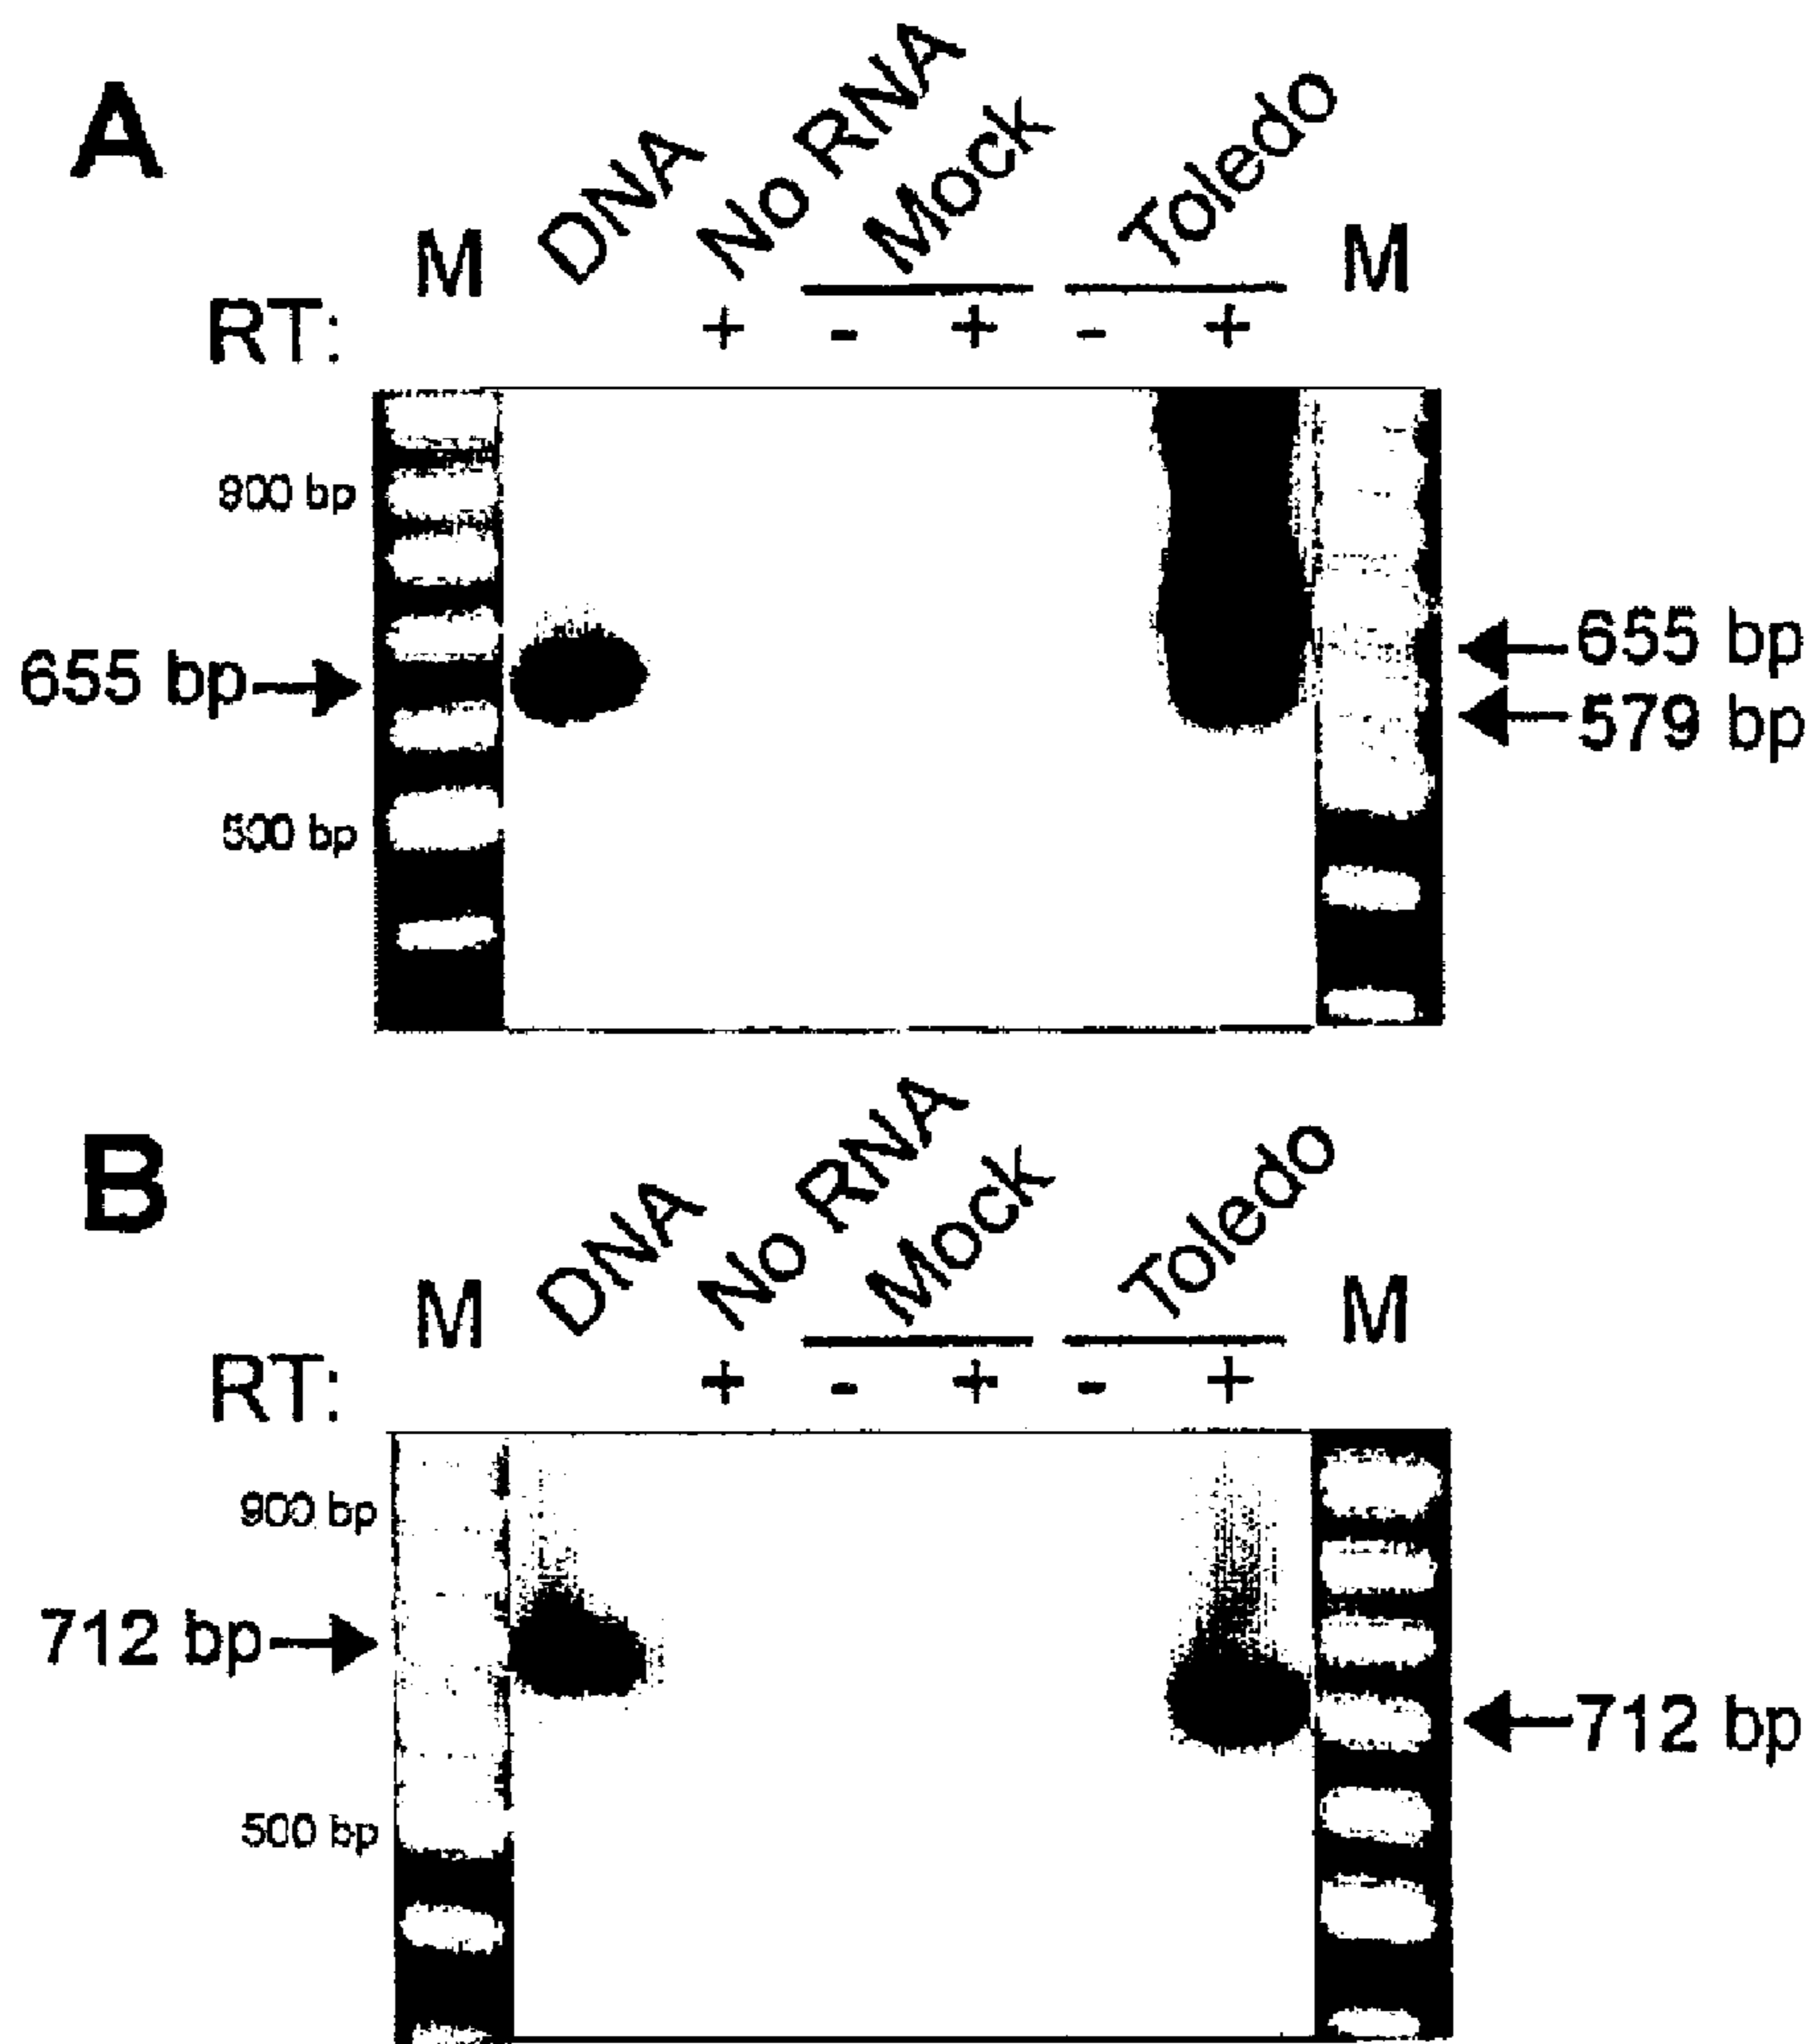 A
M DNA No RNA Mock Toledo M
RT: + - + - +
900 bp
655 bp
655 bp
579 bp
500 bp
B
M DNA No RNA Mock Toledo M
RT: + - + - +
900 bp
712 bp
712 bp
500 bp